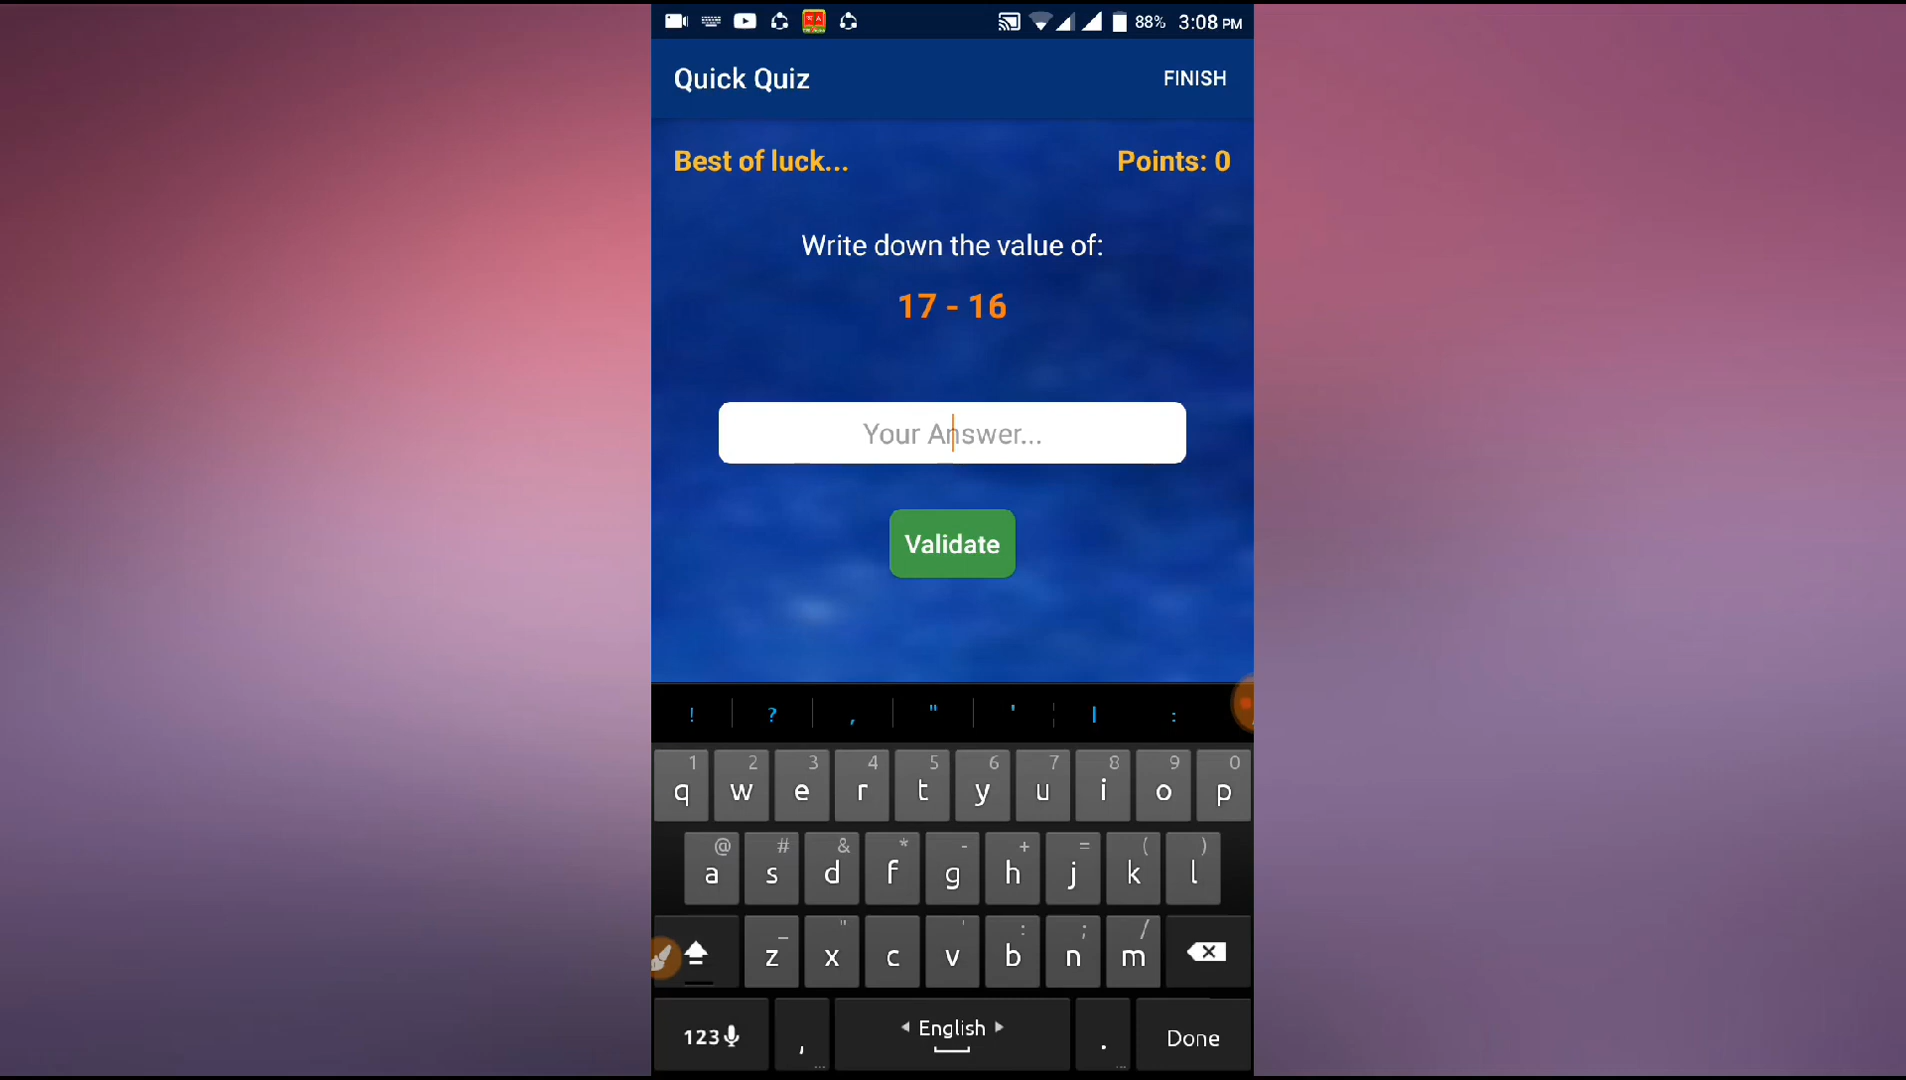 88% 3:08 PM
Quick Quiz FINISH
Best of luck... Points: 0
Write down the value of:
17 - 16
Your Answer...
Validate
! ? , " ' | :
1 2 3 4 5 6 7 8 9 0
q w e r t y u i o p
@ # & * - + = ( )
a s d f g h j k l
_ " ' : ; /
z x c v b n m
123 , English . Done